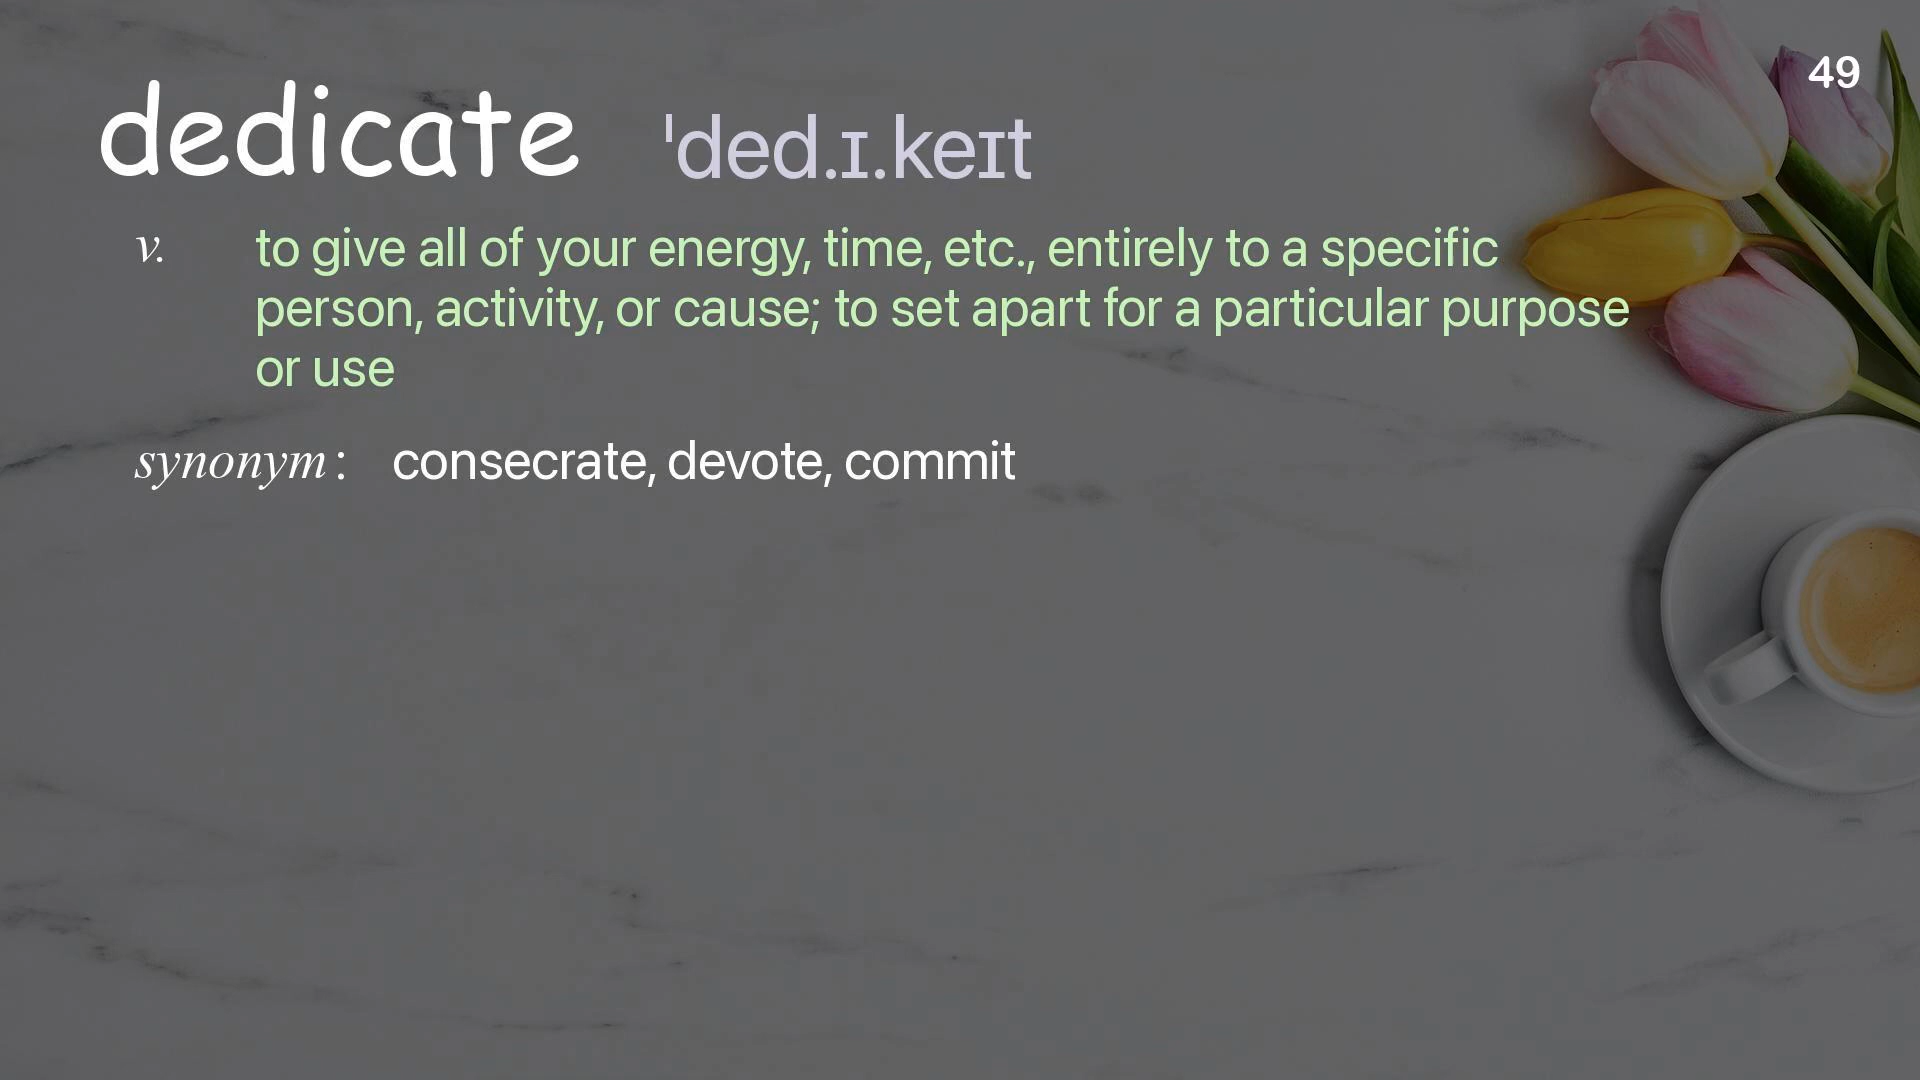 49
dedicate ˈded.ɪ.keɪt
v. to give all of your energy, time, etc., entirely to a specific
person, activity, or cause; to set apart for a particular purpose
or use
synonym : consecrate, devote, commit